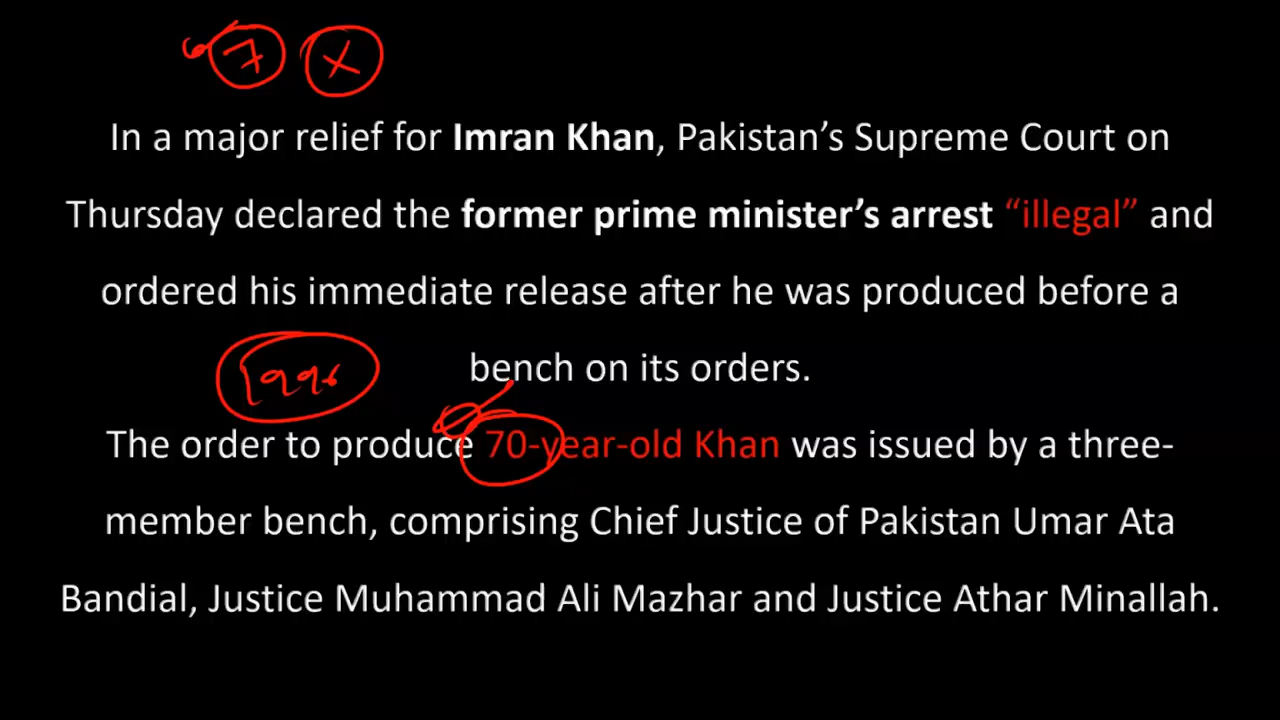 7 X
In a major relief for Imran Khan, Pakistan’s Supreme Court on
Thursday declared the former prime minister’s arrest “illegal” and
ordered his immediate release after he was produced before a
bench on its orders.
1996
The order to produce 70-year-old Khan was issued by a three-
member bench, comprising Chief Justice of Pakistan Umar Ata
Bandial, Justice Muhammad Ali Mazhar and Justice Athar Minallah.